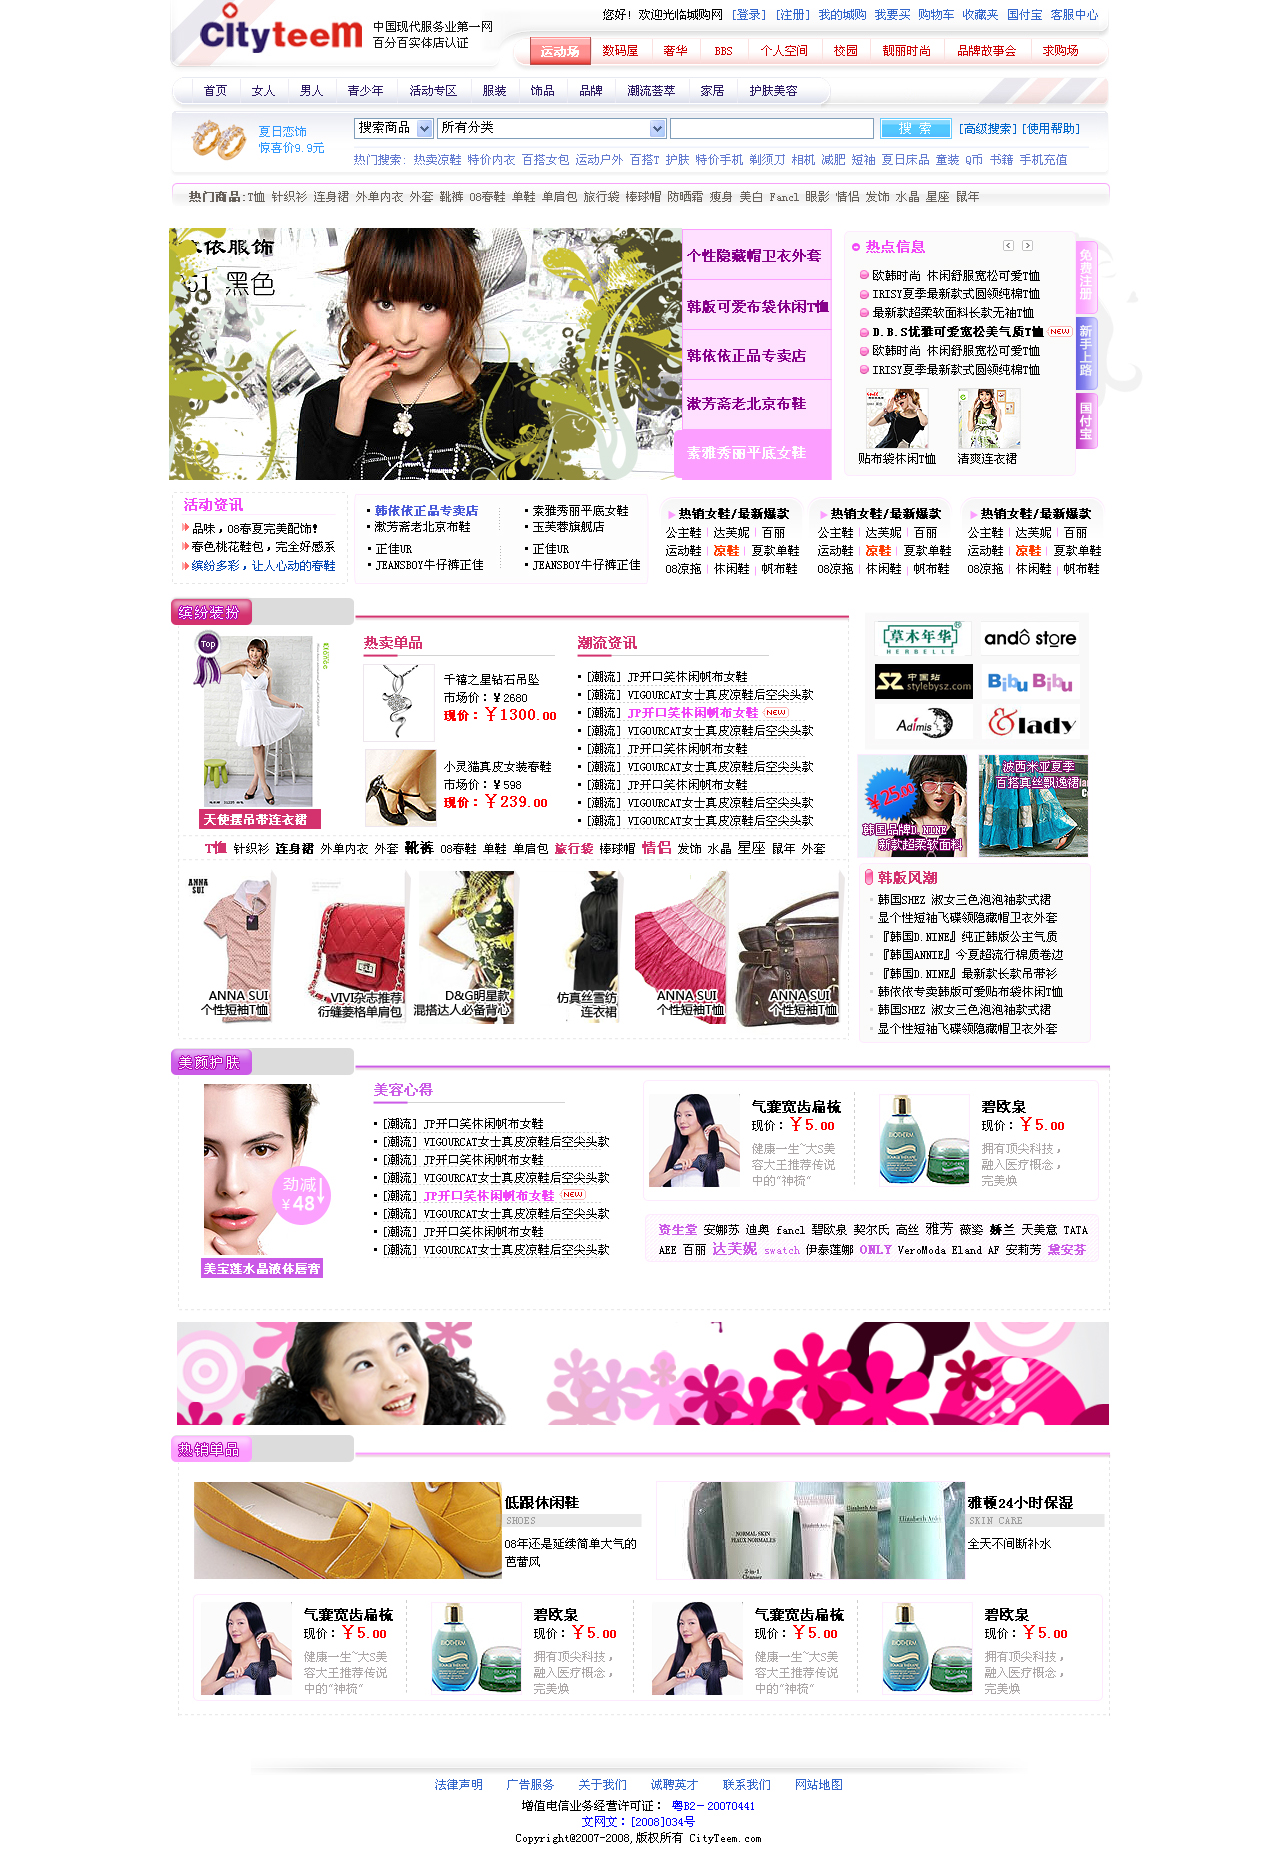 Cityteem
中国现代服务业第一网
百分百实体店认证
您好! 欢迎光临城购网 [登录] [注册] 我的城购 我要买 购物车 收藏夹 国付宝 客服中心
运动场 数码屋 奢华 BBS 个人空间 校园 靓丽时尚 品牌故事会 求购场
首页 女人 男人 青少年 活动专区 服装 饰品 品牌 潮流荟萃 家居 护肤美容
夏日恋饰
惊喜价9.9元
搜索商品 所有分类 搜 索 [高级搜索] [使用帮助]
热门搜索: 热卖凉鞋 特价内衣 百搭女包 运动户外 百搭T 护肤 特价手机 剃须刀 相机 减肥 短袖 夏日床品 童装 Q币 书籍 手机充值
热门商品:T恤 针织衫 连身裙 外单内衣 外套 靴裤 08春鞋 单鞋 单肩包 旅行袋 棒球帽 防晒霜 瘦身 美白 Fancl 眼影 情侣 发饰 水晶 星座 鼠年
依服饰
51 黑色
个性隐藏帽卫衣外套
韩版可爱布袋休闲T恤
韩依依正品专卖店
漱芳斋老北京布鞋
素雅秀丽平底女鞋
热点信息
欧韩时尚 休闲舒服宽松可爱T恤
IRISY夏季最新款式圆领纯棉T恤
最新款超柔软面料长款无袖T恤
D.B.S优雅可爱宽松美气质T恤 NEW
欧韩时尚 休闲舒服宽松可爱T恤
IRISY夏季最新款式圆领纯棉T恤
贴布袋休闲T恤 清爽连衣裙
免费注册
新手上路
国付宝
活动资讯
品味，08春夏完美配饰!
春色桃花鞋包，完全好感系
缤纷多彩，让人心动的春鞋
韩依依正品专卖店
漱芳斋老北京布鞋
正佳UR
JEANSBOY牛仔裤正佳
素雅秀丽平底女鞋
玉芙蓉旗舰店
正佳UR
JEANSBOY牛仔裤正佳
热销女鞋/最新爆款
公主鞋 达芙妮 百丽
运动鞋 凉鞋 夏款单鞋
08凉拖 休闲鞋 帆布鞋
热销女鞋/最新爆款
公主鞋 达芙妮 百丽
运动鞋 凉鞋 夏款单鞋
08凉拖 休闲鞋 帆布鞋
热销女鞋/最新爆款
公主鞋 达芙妮 百丽
运动鞋 凉鞋 夏款单鞋
08凉拖 休闲鞋 帆布鞋
缤纷装扮
Top
天使摆吊带连衣裙
热卖单品
千禧之星钻石吊坠
市场价：￥2680
现价：￥1300.00
小灵猫真皮女装春鞋
市场价：￥598
现价：￥239.00
潮流资讯
[潮流] JP开口笑休闲帆布女鞋
[潮流] VIGOURCAT女士真皮凉鞋后空尖头款
[潮流] JP开口笑休闲帆布女鞋 NEW
[潮流] VIGOURCAT女士真皮凉鞋后空尖头款
[潮流] JP开口笑休闲帆布女鞋
[潮流] VIGOURCAT女士真皮凉鞋后空尖头款
[潮流] JP开口笑休闲帆布女鞋
[潮流] VIGOURCAT女士真皮凉鞋后空尖头款
[潮流] VIGOURCAT女士真皮凉鞋后空尖头款
T恤 针织衫 连身裙 外单内衣 外套 靴裤 08春鞋 单鞋 单肩包 旅行袋 棒球帽 情侣 发饰 水晶 星座 鼠年 外套
ANNA SUI
ANNA SUI
个性短袖T恤
VIVI杂志推荐
衍缝菱格单肩包
D&G明星款
混搭达人必备背心
仿真丝雪纺
连衣裙
ANNA SUI
个性短袖T恤
ANNA SUI
个性短袖T恤
草木年华
HERBELLE
andô store
SZ 中国站
stylebysz.com
Bibu Bibu
Adimis
&lady
￥25.00
韩国品牌D.NINE
新款超柔软面料
波西米亚夏季
百搭真丝飘逸裙
韩版风潮
韩国SHEZ 淑女三色泡泡袖款式裙
显个性短袖飞碟领隐藏帽卫衣外套
『韩国D.NINE』纯正韩版公主气质
『韩国ANNIE』今夏超流行棉质卷边
『韩国D.NINE』最新款长款吊带衫
韩依依专卖韩版可爱贴布袋休闲T恤
韩国SHEZ 淑女三色泡泡袖款式裙
显个性短袖飞碟领隐藏帽卫衣外套
美颜护肤
劲减
￥48
美宝莲水晶液体唇膏
美容心得
[潮流] JP开口笑休闲帆布女鞋
[潮流] VIGOURCAT女士真皮凉鞋后空尖头款
[潮流] JP开口笑休闲帆布女鞋
[潮流] VIGOURCAT女士真皮凉鞋后空尖头款
[潮流] JP开口笑休闲帆布女鞋 NEW
[潮流] VIGOURCAT女士真皮凉鞋后空尖头款
[潮流] JP开口笑休闲帆布女鞋
[潮流] VIGOURCAT女士真皮凉鞋后空尖头款
气囊宽齿扁梳
现价：￥5.00
健康一生~大S美
容大王推荐传说
中的"神梳"
碧欧泉
现价：￥5.00
拥有顶尖科技，
融入医疗概念，
完美焕
资生堂 安娜苏 迪奥 fancl 碧欧泉 契尔氏 高丝 雅芳 薇姿 娇兰 天美意 TATA
AEE 百丽 达芙妮 swatch 伊泰莲娜 ONLY VeroModa Eland AF 安莉芳 黛安芬
热销单品
低跟休闲鞋
SHOES
08年还是延续简单大气的
芭蕾风
NORMAL SKIN
PEAUX NORMALES
2-in-1
Cleanser
雅顿24小时保湿
SKIN CARE
全天不间断补水
气囊宽齿扁梳
现价：￥5.00
健康一生~大S美
容大王推荐传说
中的"神梳"
碧欧泉
现价：￥5.00
拥有顶尖科技，
融入医疗概念，
完美焕
气囊宽齿扁梳
现价：￥5.00
健康一生~大S美
容大王推荐传说
中的"神梳"
碧欧泉
现价：￥5.00
拥有顶尖科技，
融入医疗概念，
完美焕
法律声明 广告服务 关于我们 诚聘英才 联系我们 网站地图
增值电信业务经营许可证： 粤B2－20070441
文网文：[2008]034号
Copyright@2007-2008,版权所有 CityTeem.com